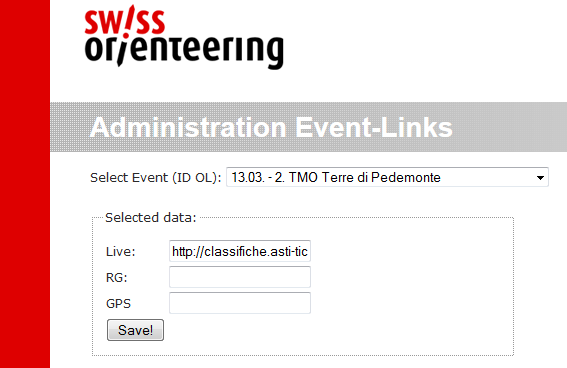 swiss
orienteering
Administration Event-Links
Select Event (ID OL): 13.03. - 2. TMO Terre di Pedemonte
Selected data:
Live: http://classifiche.asti-tic
RG:
GPS
Save!